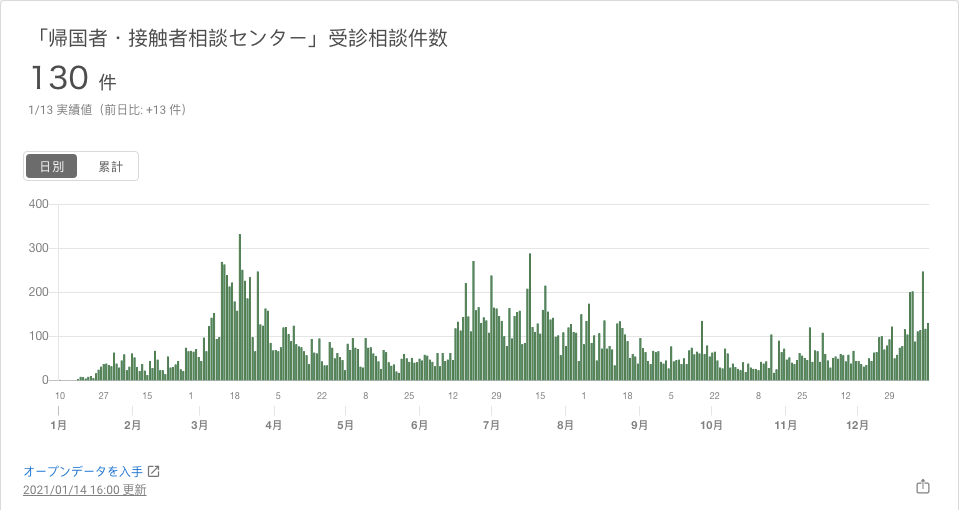 「帰国者・接触者相談センター」受診相談件数
130 件
1/13 実績値（前日比: +13 件）
日別 累計
400
300
200
100
0
10 27 15 1 18 5 22 8 25 12 29 15 1 18 5 22 8 25 12 29
1月 2月 3月 4月 5月 6月 7月 8月 9月 10月 11月 12月
オープンデータを入手
2021/01/14 16:00 更新